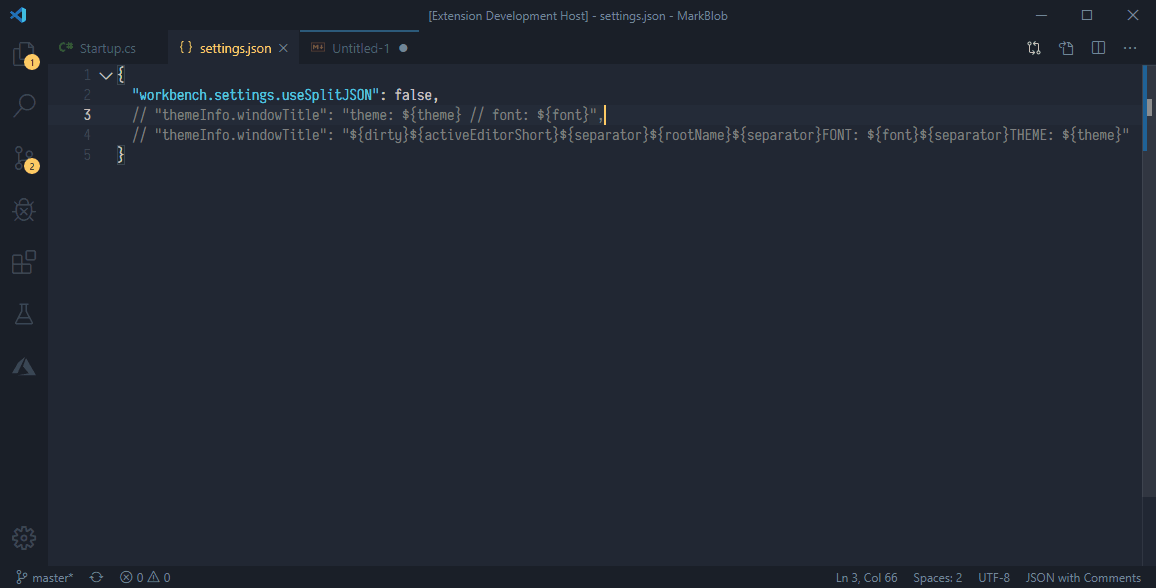 [Extension Development Host] - settings.json - MarkBlob
1
C# Startup.cs
{ } settings.json
M↓ Untitled-1
1 {
2 "workbench.settings.useSplitJSON": false,
3 // "themeInfo.windowTitle": "theme: ${theme} // font: ${font}",
4 // "themeInfo.windowTitle": "${dirty}${activeEditorShort}${separator}${rootName}${separator}FONT: ${font}${separator}THEME: ${theme}"
5 }
2
master* 0 0 Ln 3, Col 66 Spaces: 2 UTF-8 JSON with Comments